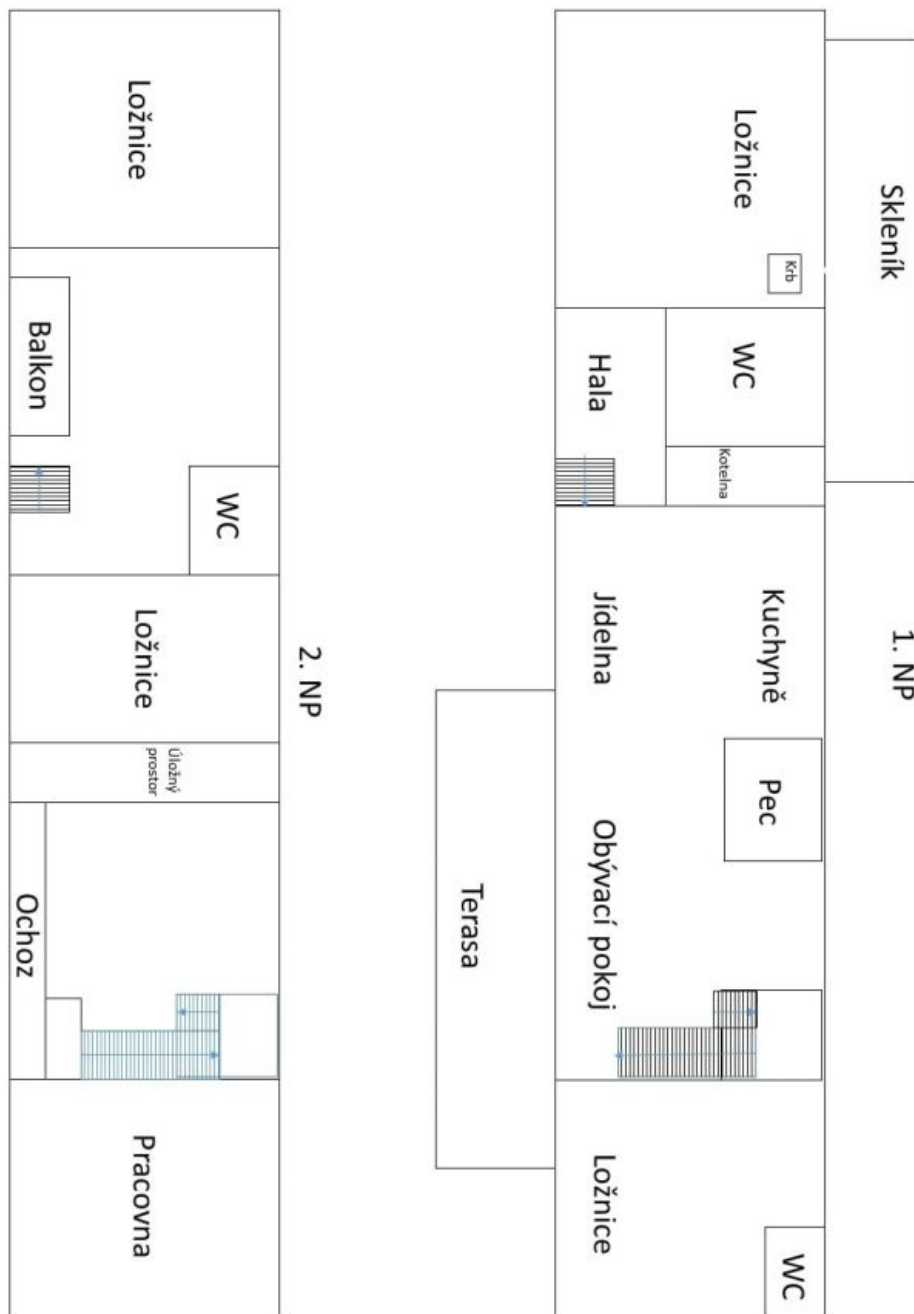 1. NP
Skleník
Ložnice
Krb
WC
Kotelna
Kuchyně
Pec
WC
Hala
Jídelna
Obývací pokoj
Ložnice
Terasa
2. NP
Ložnice
WC
Ložnice
Úložný
prostor
Pracovna
Balkon
Ochoz